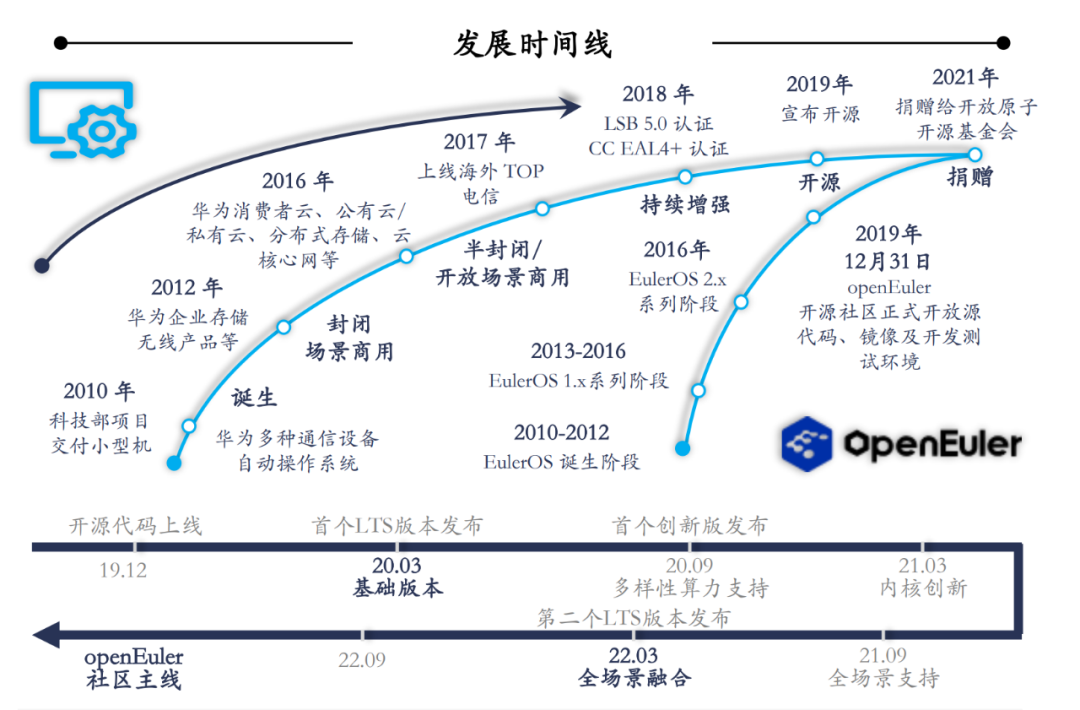 发展时间线
2010 年
科技部项目
交付小型机
诞生
华为多种通信设备
自动操作系统
2012 年
华为企业存储
无线产品等
封闭
场景商用
2016 年
华为消费者云、公有云/
私有云、分布式存储、云
核心网等
2017 年
上线海外 TOP
电信
半封闭/
开放场景商用
2018 年
LSB 5.0 认证
CC EAL4+ 认证
持续增强
2019年
宣布开源
开源
2021年
捐赠给开放原子
开源基金会
捐赠
2010-2012
EulerOS 诞生阶段
2013-2016
EulerOS 1.x系列阶段
2016年
EulerOS 2.x
系列阶段
2019年
12月31日
openEuler
开源社区正式开放源
代码、镜像及开发测
试环境
OpenEuler
开源代码上线
19.12
首个LTS版本发布
20.03
基础版本
首个创新版发布
20.09
多样性算力支持
21.03
内核创新
21.09
全场景支持
第二个LTS版本发布
22.03
全场景融合
22.09
openEuler
社区主线